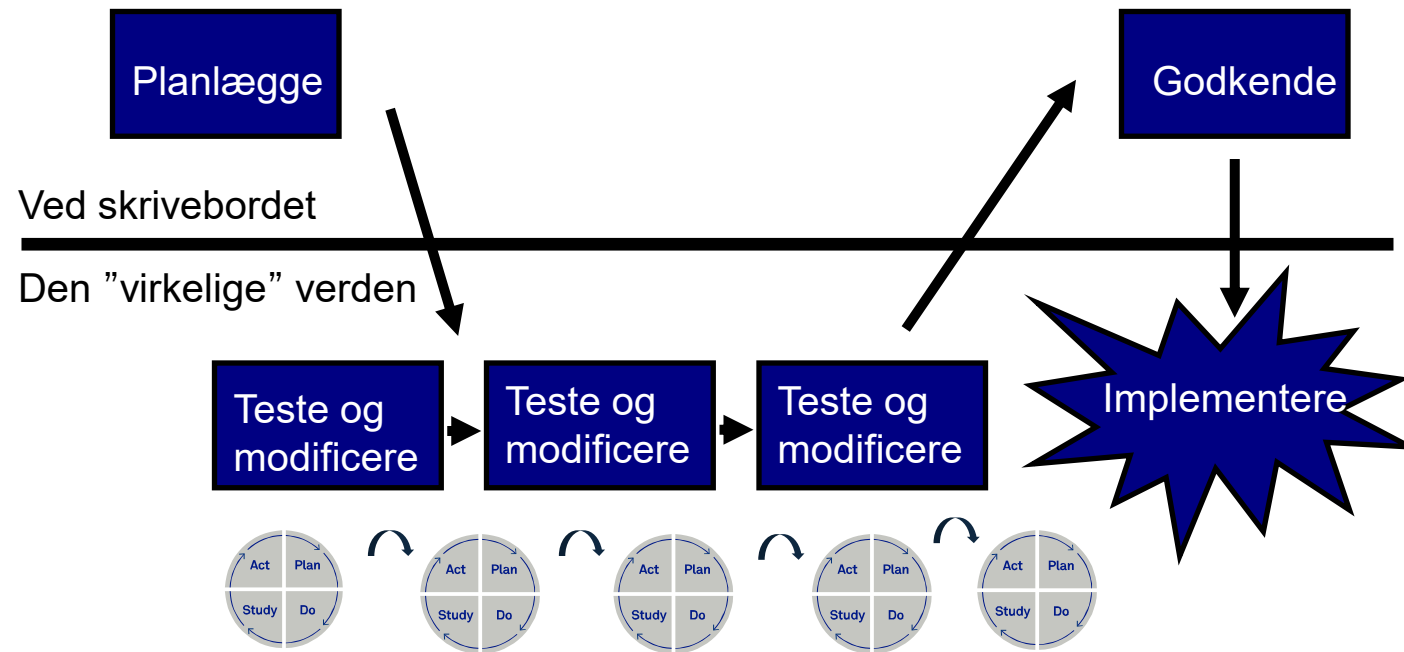 Planlægge
Godkende
Ved skrivebordet
Den ”virkelige” verden
Teste og
modificere
Teste og
modificere
Teste og
modificere
Implementere
Act Plan
Study Do
Act Plan
Study Do
Act Plan
Study Do
Act Plan
Study Do
Act Plan
Study Do